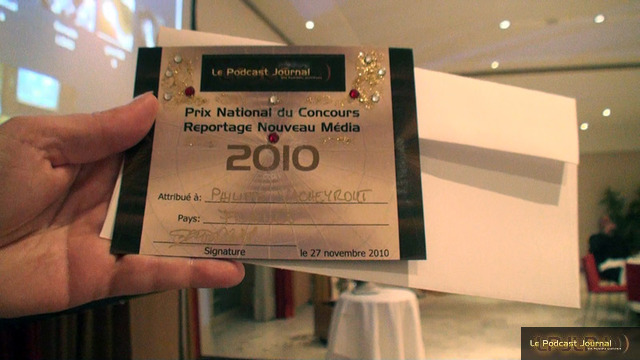 Le Podcast Journal
Prix National du Concours
Reportage Nouveau Média
2010
Attribué à:
Pays:
Signature
le 27 novembre 2010
Le Podcast Journal